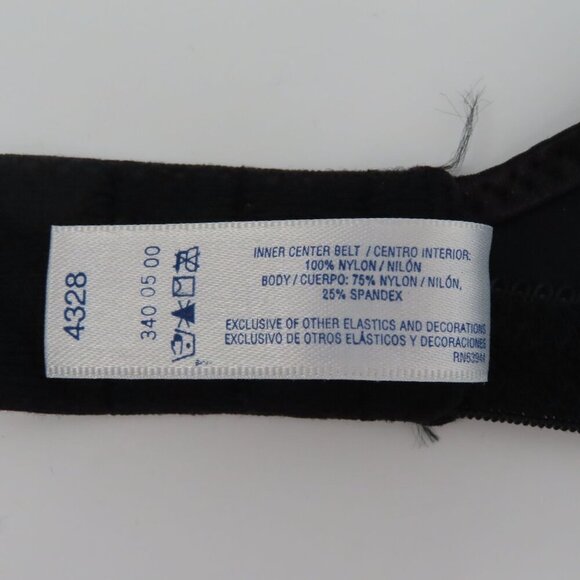 4328
340 05 00
INNER CENTER BELT / CENTRO INTERIOR:
100% NYLON / NILÓN
BODY / CUERPO: 75% NYLON / NILÓN,
25% SPANDEX
EXCLUSIVE OF OTHER ELASTICS AND DECORATIONS
EXCLUSIVO DE OTROS ELÁSTICOS Y DECORACIONES
RN63944